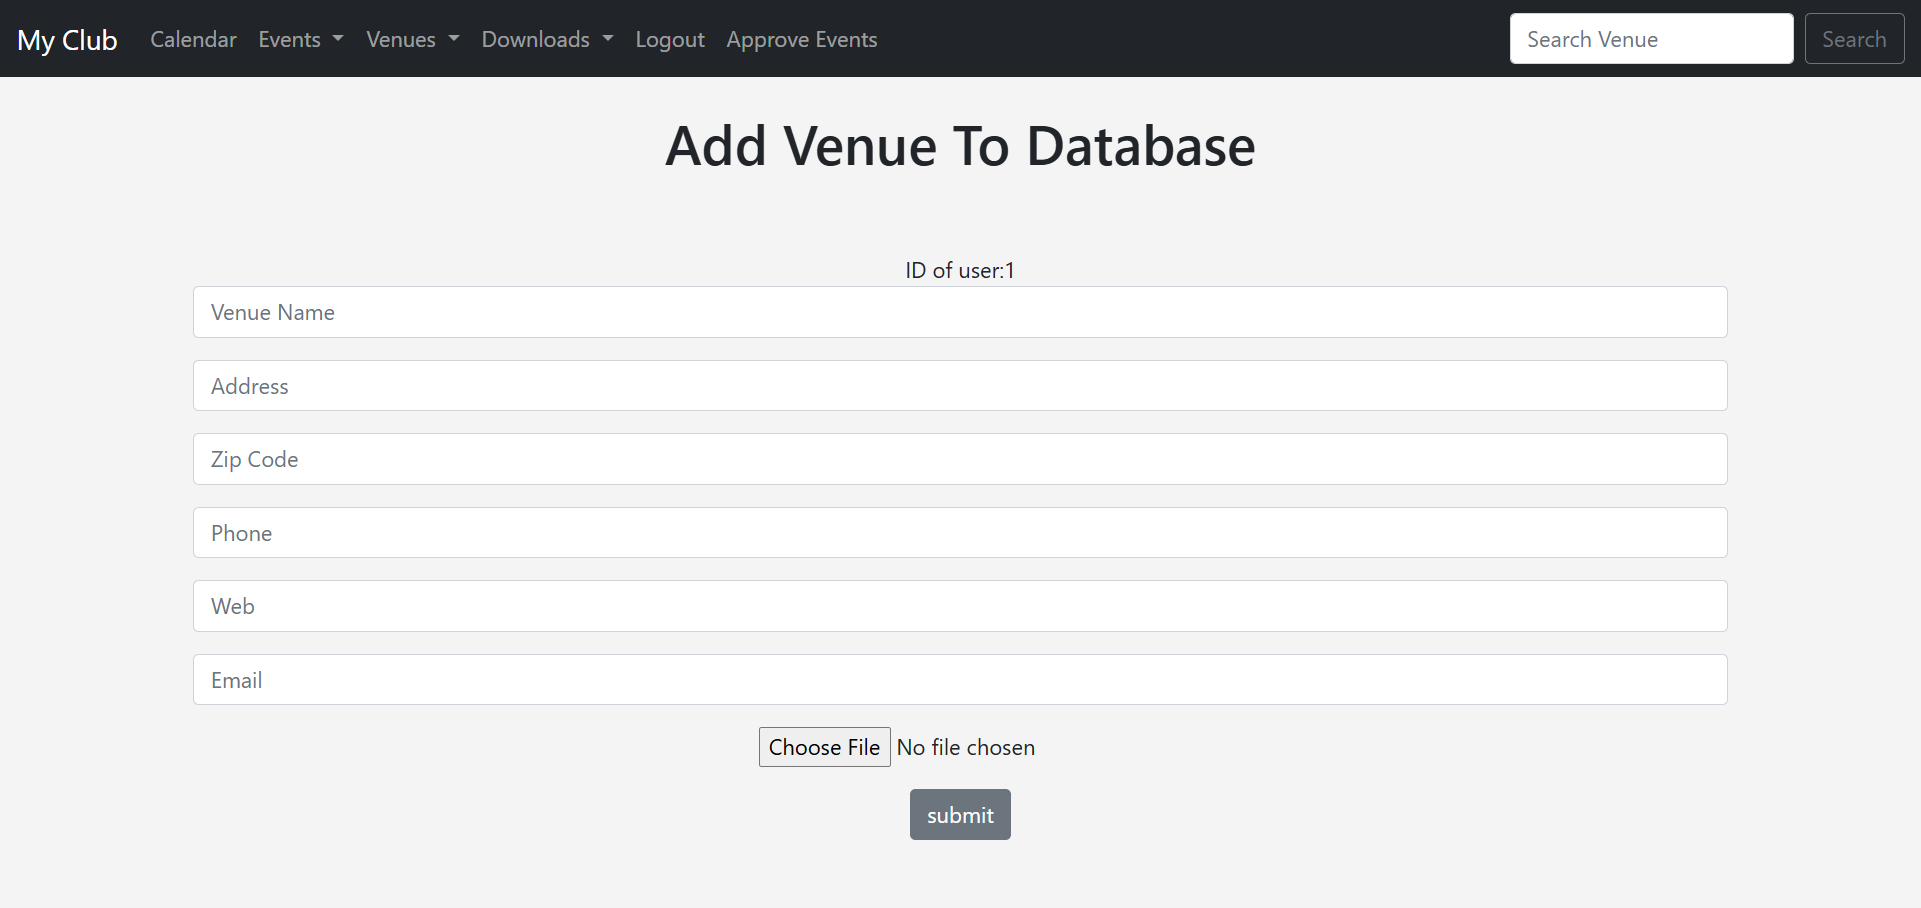 My Club Calendar Events Venues Downloads Logout Approve Events Search Venue Search
Add Venue To Database
ID of user:1
Venue Name
Address
Zip Code
Phone
Web
Email
Choose File No file chosen
submit